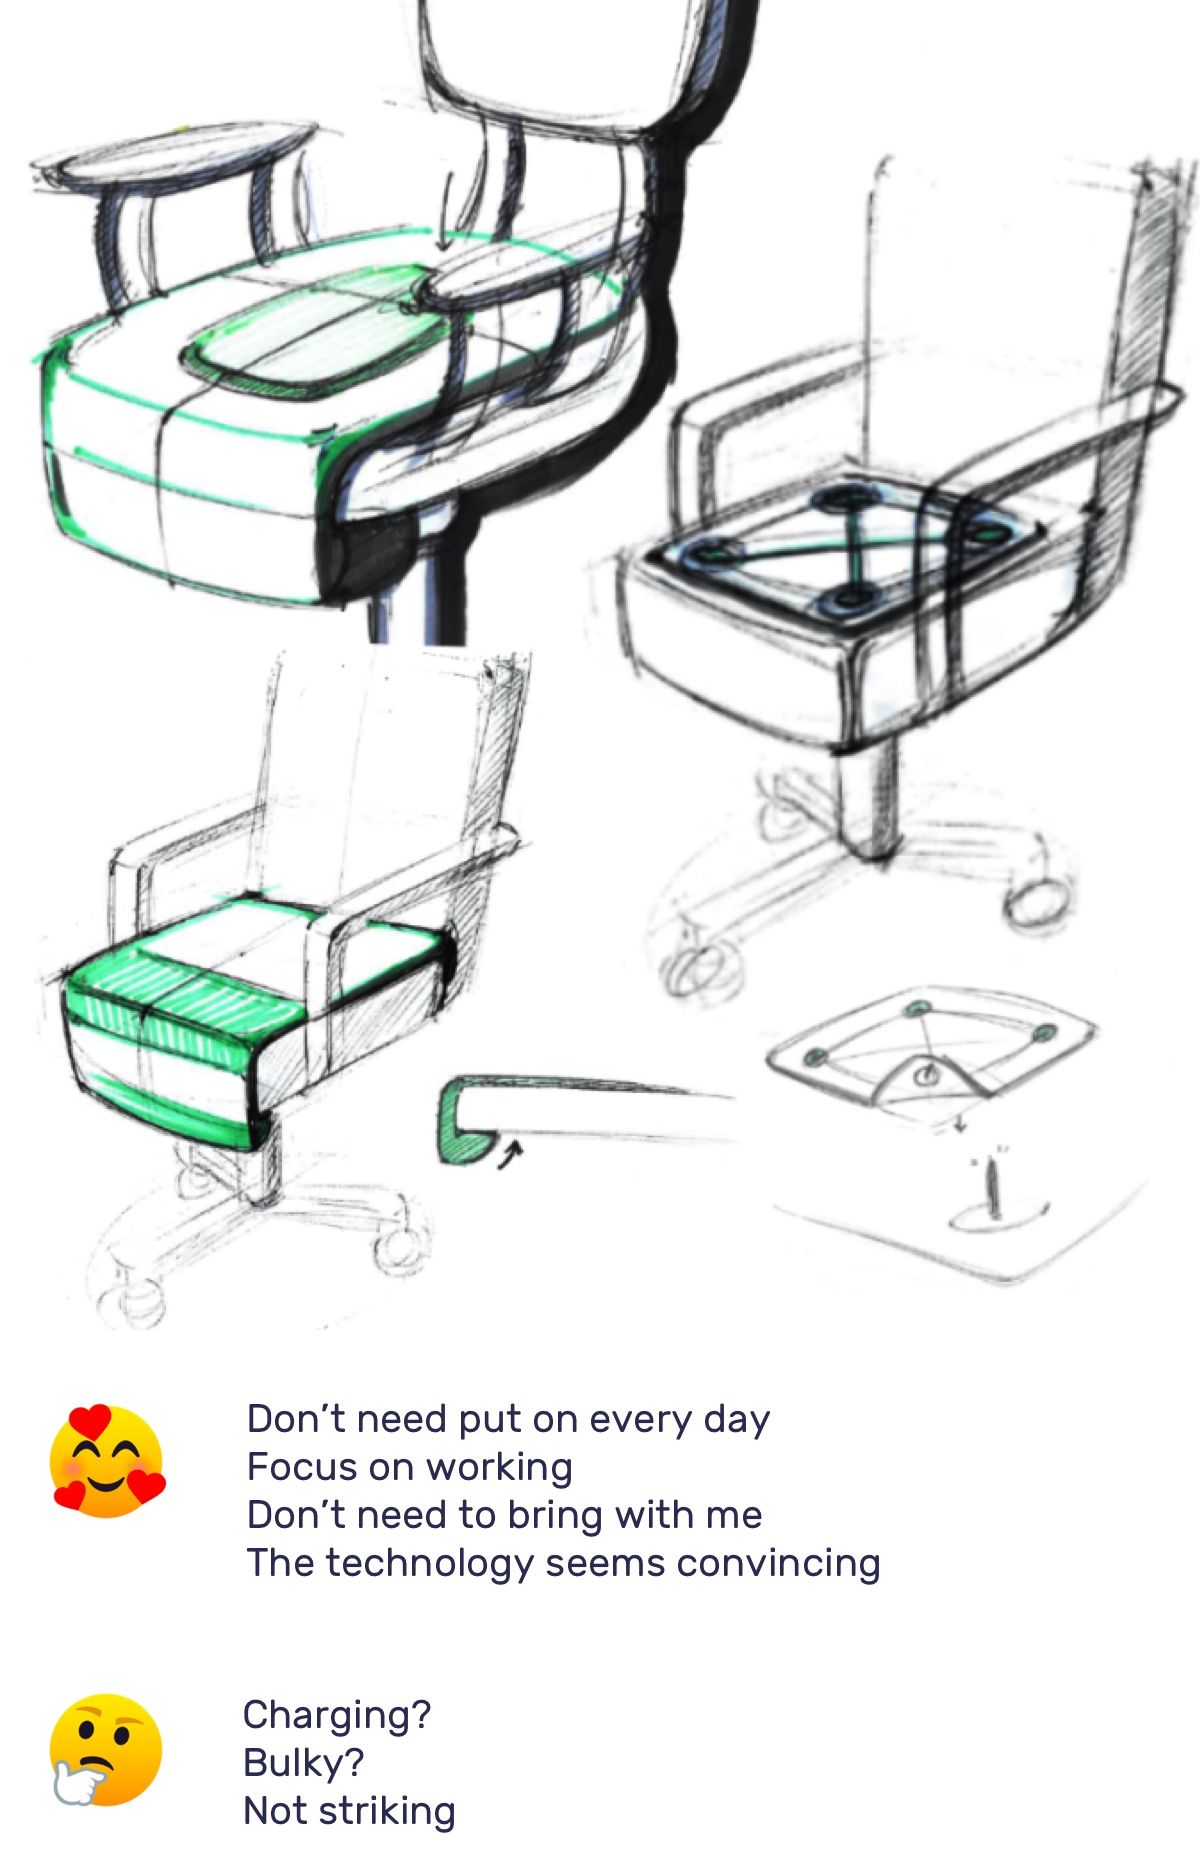 Don’t need put on every day
Focus on working
Don’t need to bring with me
The technology seems convincing
Charging?
Bulky?
Not striking